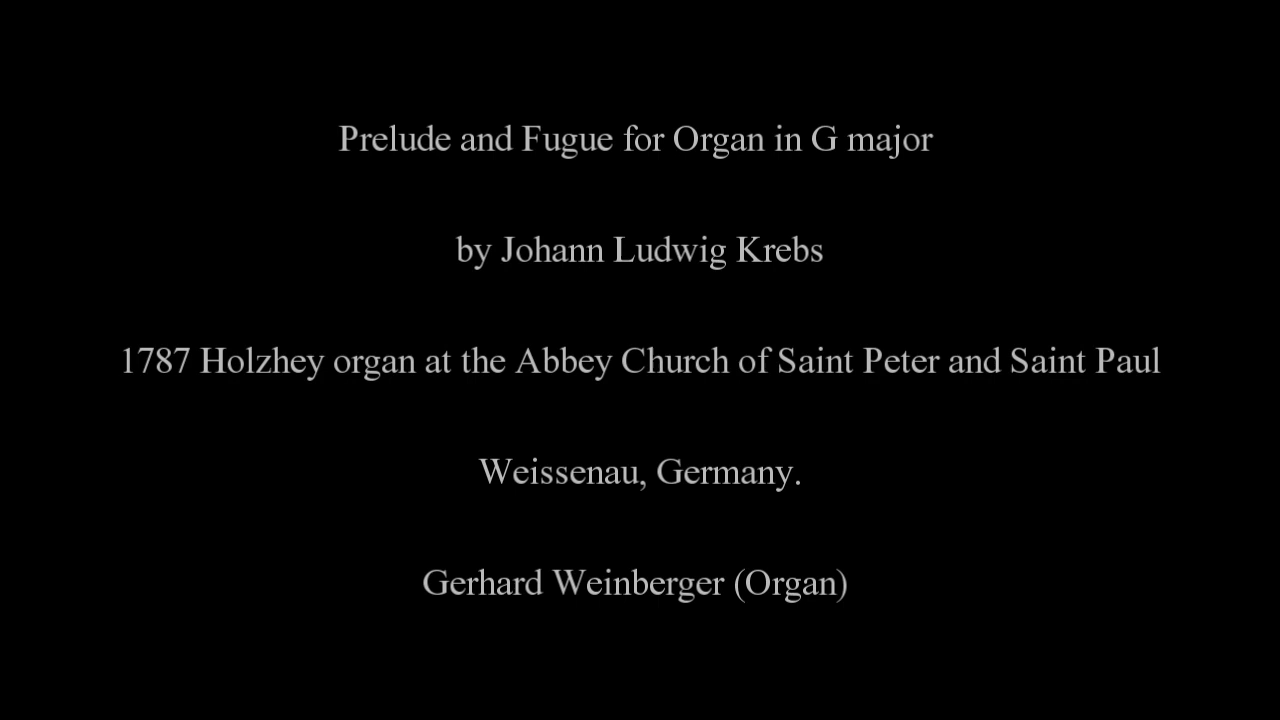 Prelude and Fugue for Organ in G major
by Johann Ludwig Krebs
1787 Holzhey organ at the Abbey Church of Saint Peter and Saint Paul
Weissenau, Germany.
Gerhard Weinberger (Organ)